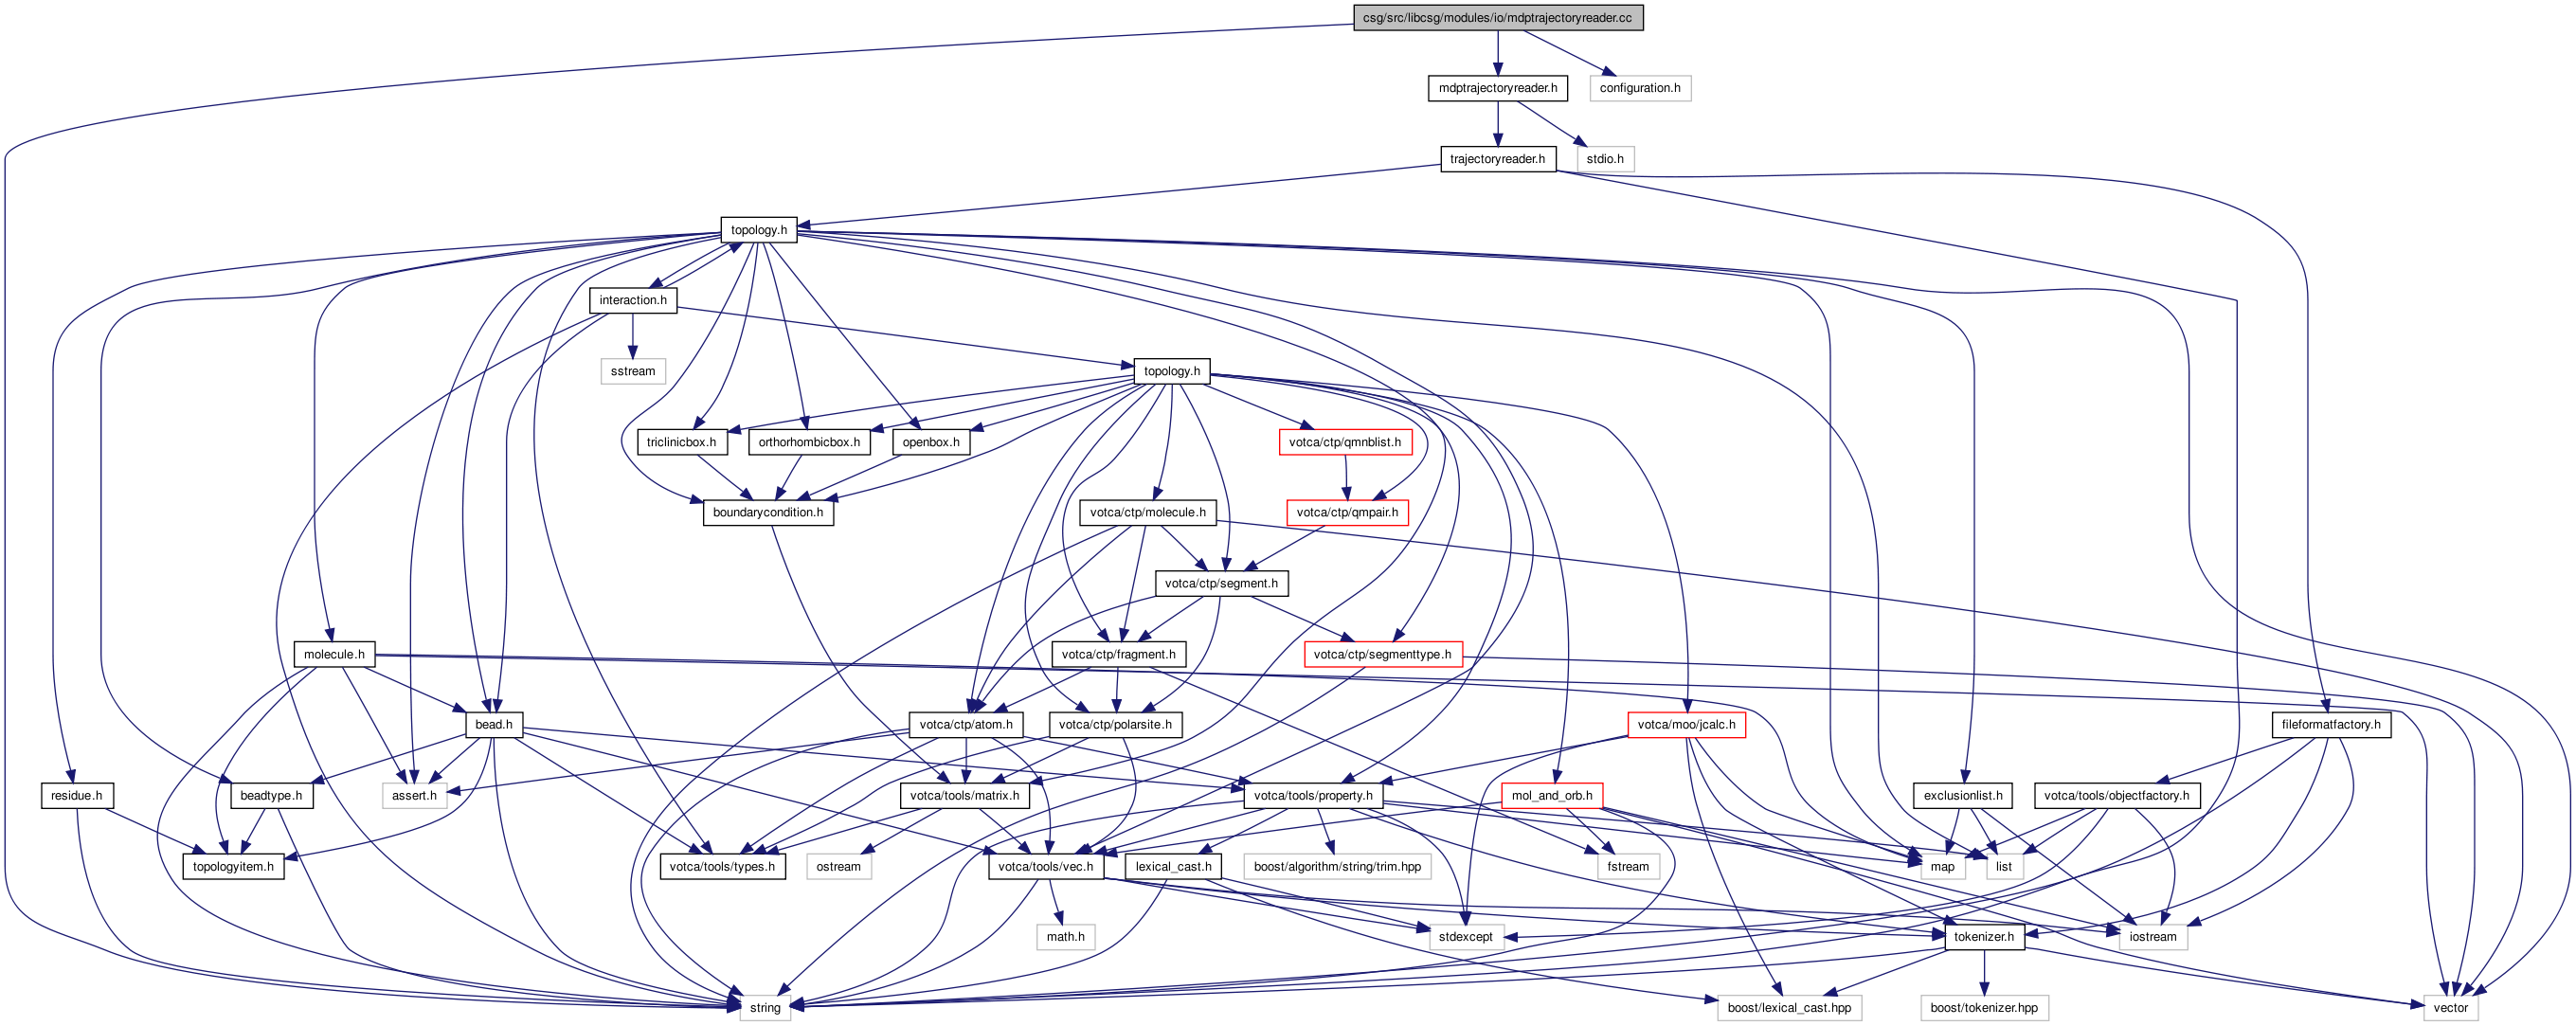 csg/src/libcsg/modules/io/mdptrajectoryreader.cc
mdptrajectoryreader.h
configuration.h
trajectoryreader.h
stdio.h
topology.h
interaction.h
sstream
topology.h
triclinicbox.h
orthorhombicbox.h
openbox.h
votca/ctp/qmnblist.h
boundarycondition.h
votca/ctp/molecule.h
votca/ctp/qmpair.h
votca/ctp/segment.h
molecule.h
votca/ctp/fragment.h
votca/ctp/segmenttype.h
bead.h
votca/ctp/atom.h
votca/ctp/polarsite.h
votca/moo/jcalc.h
fileformatfactory.h
residue.h
beadtype.h
assert.h
votca/tools/matrix.h
votca/tools/property.h
mol_and_orb.h
exclusionlist.h
votca/tools/objectfactory.h
topologyitem.h
votca/tools/types.h
ostream
votca/tools/vec.h
lexical_cast.h
boost/algorithm/string/trim.hpp
fstream
map
list
math.h
stdexcept
tokenizer.h
iostream
string
boost/lexical_cast.hpp
boost/tokenizer.hpp
vector